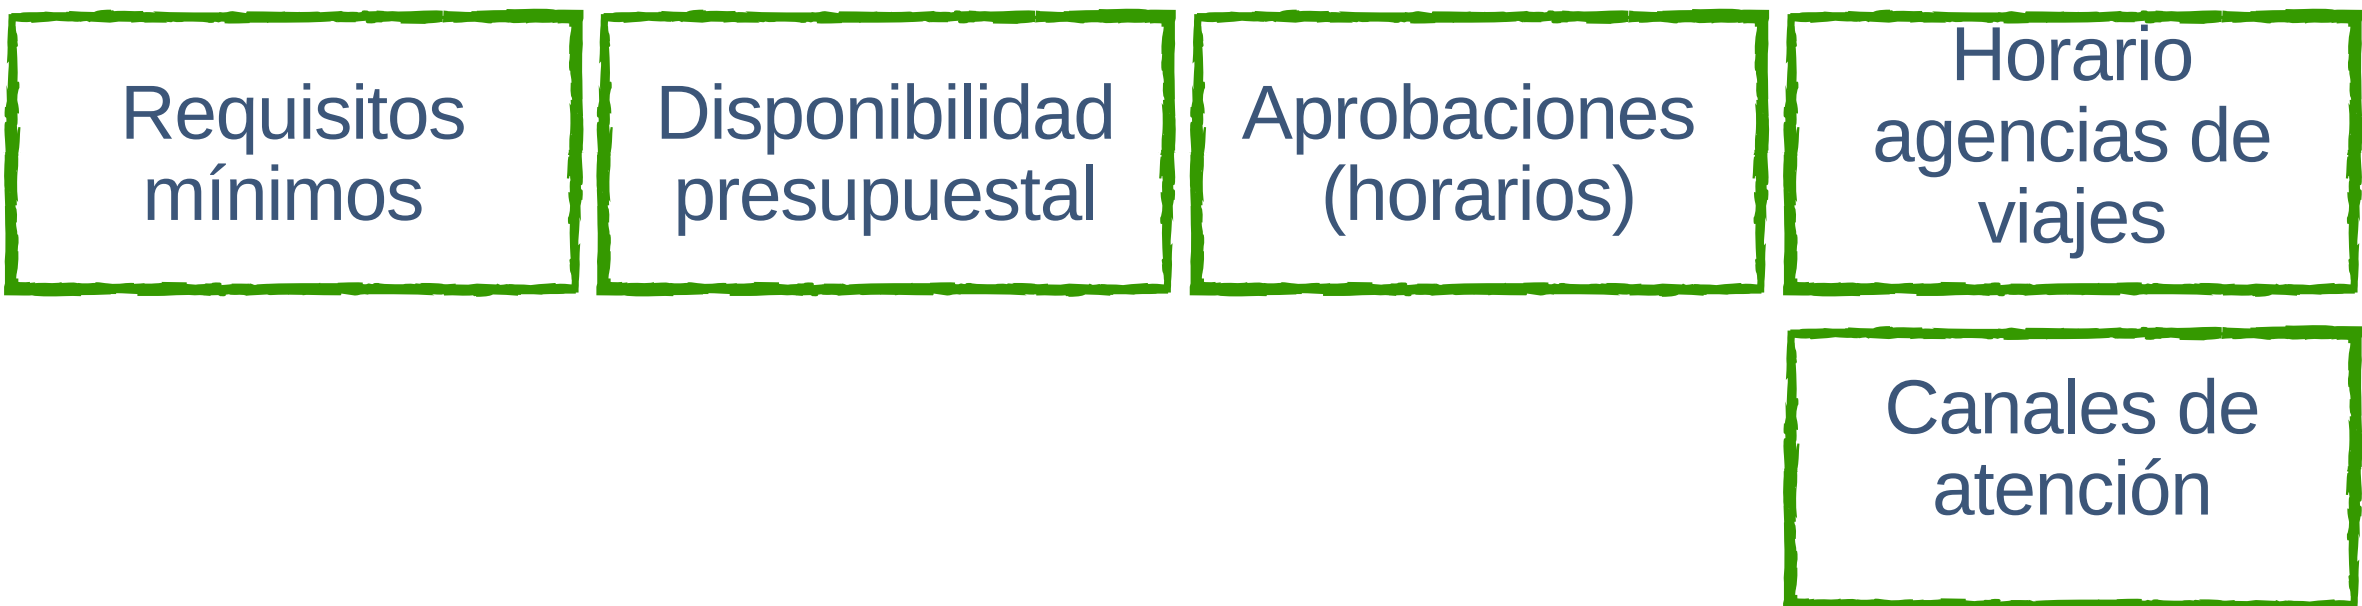 Requisitos
mínimos
Disponibilidad
presupuestal
Aprobaciones
(horarios)
Horario
agencias de
viajes
Canales de
atención